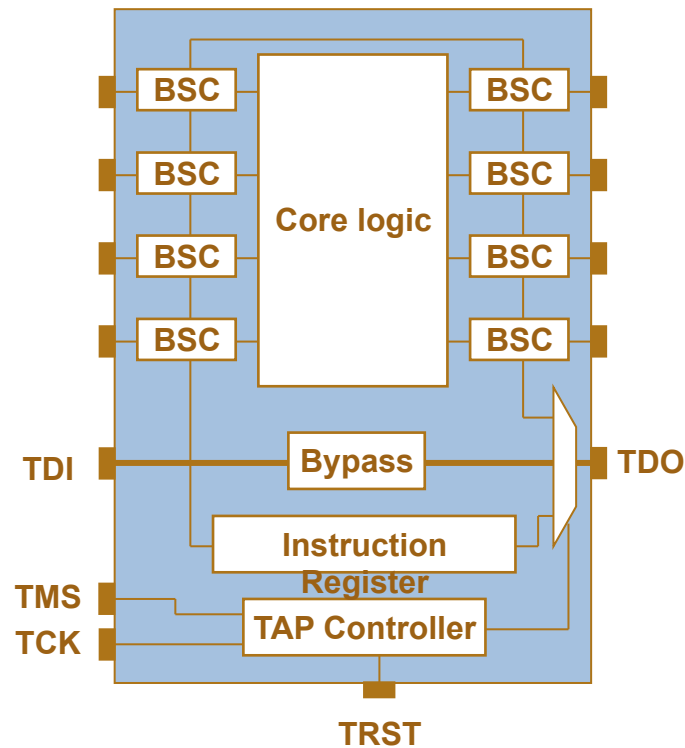 BSC
BSC
BSC
BSC
Core logic
BSC
BSC
BSC
BSC
TDI
Bypass
TDO
Instruction
Register
TMS
TCK
TAP Controller
TRST